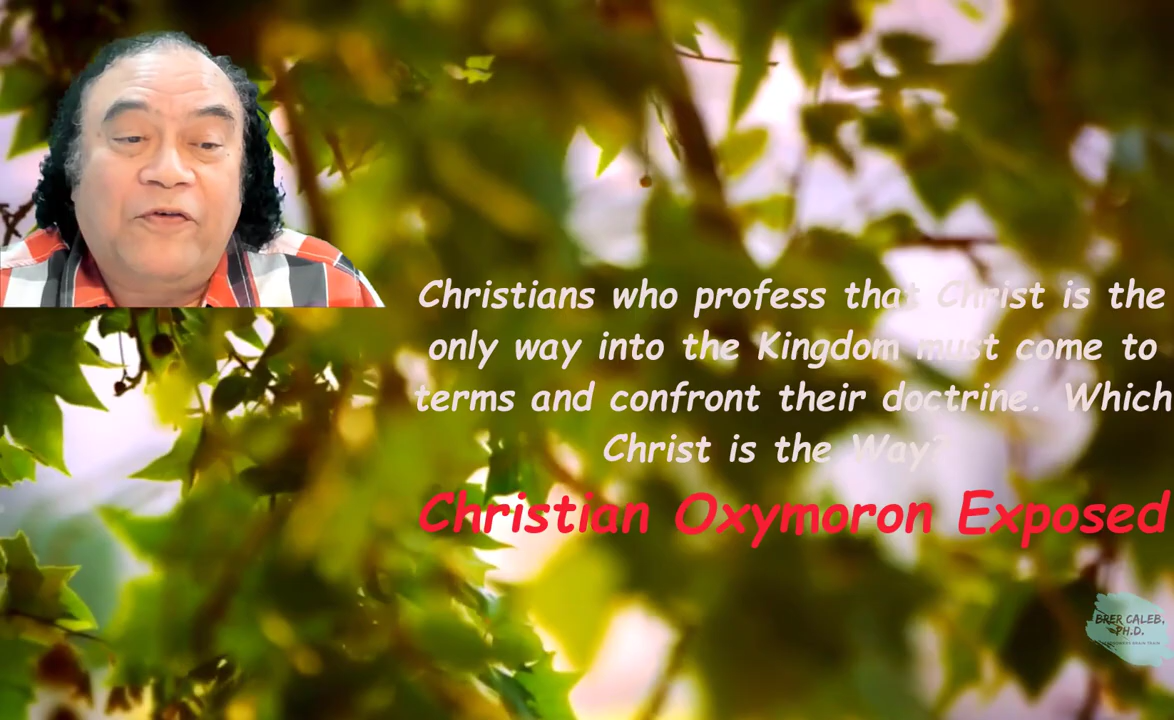 Christians who profess that Christ is the
only way into the Kingdom must come to
terms and confront their doctrine. Which
Christ is the Way?
Christian Oxymoron Exposed
BRER CALEB,
PH.D.